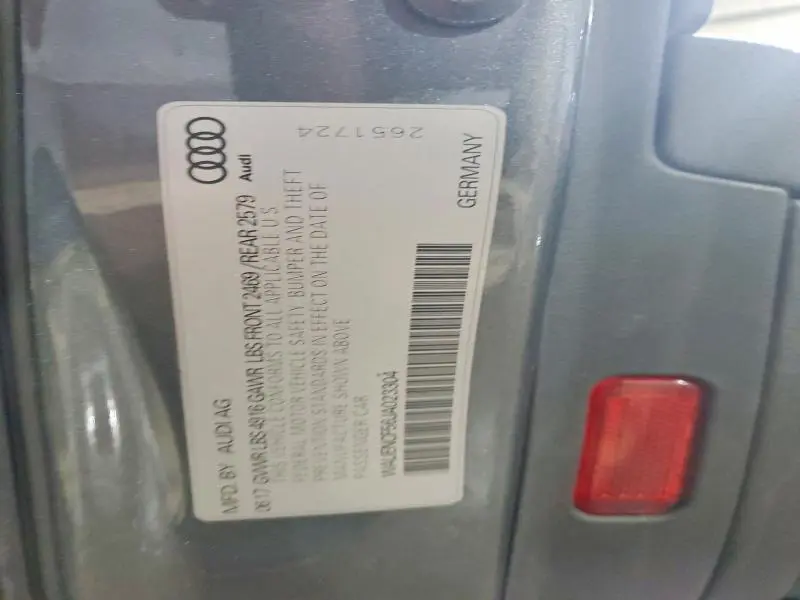 MFD. BY AUDI AG
06.17 GVWR LBS 4916 GAWR LBS FRONT 2469 / REAR 2579
THIS VEHICLE CONFORMS TO ALL APPLICABLE U S
FEDERAL MOTOR VEHICLE SAFETY BUMPER AND THEFT
PREVENTION STANDARDS IN EFFECT ON THE DATE OF
MANUFACTURE SHOWN ABOVE
PASSENGER CAR
WAUENCF56JA023304
Audi
2651724
GERMANY